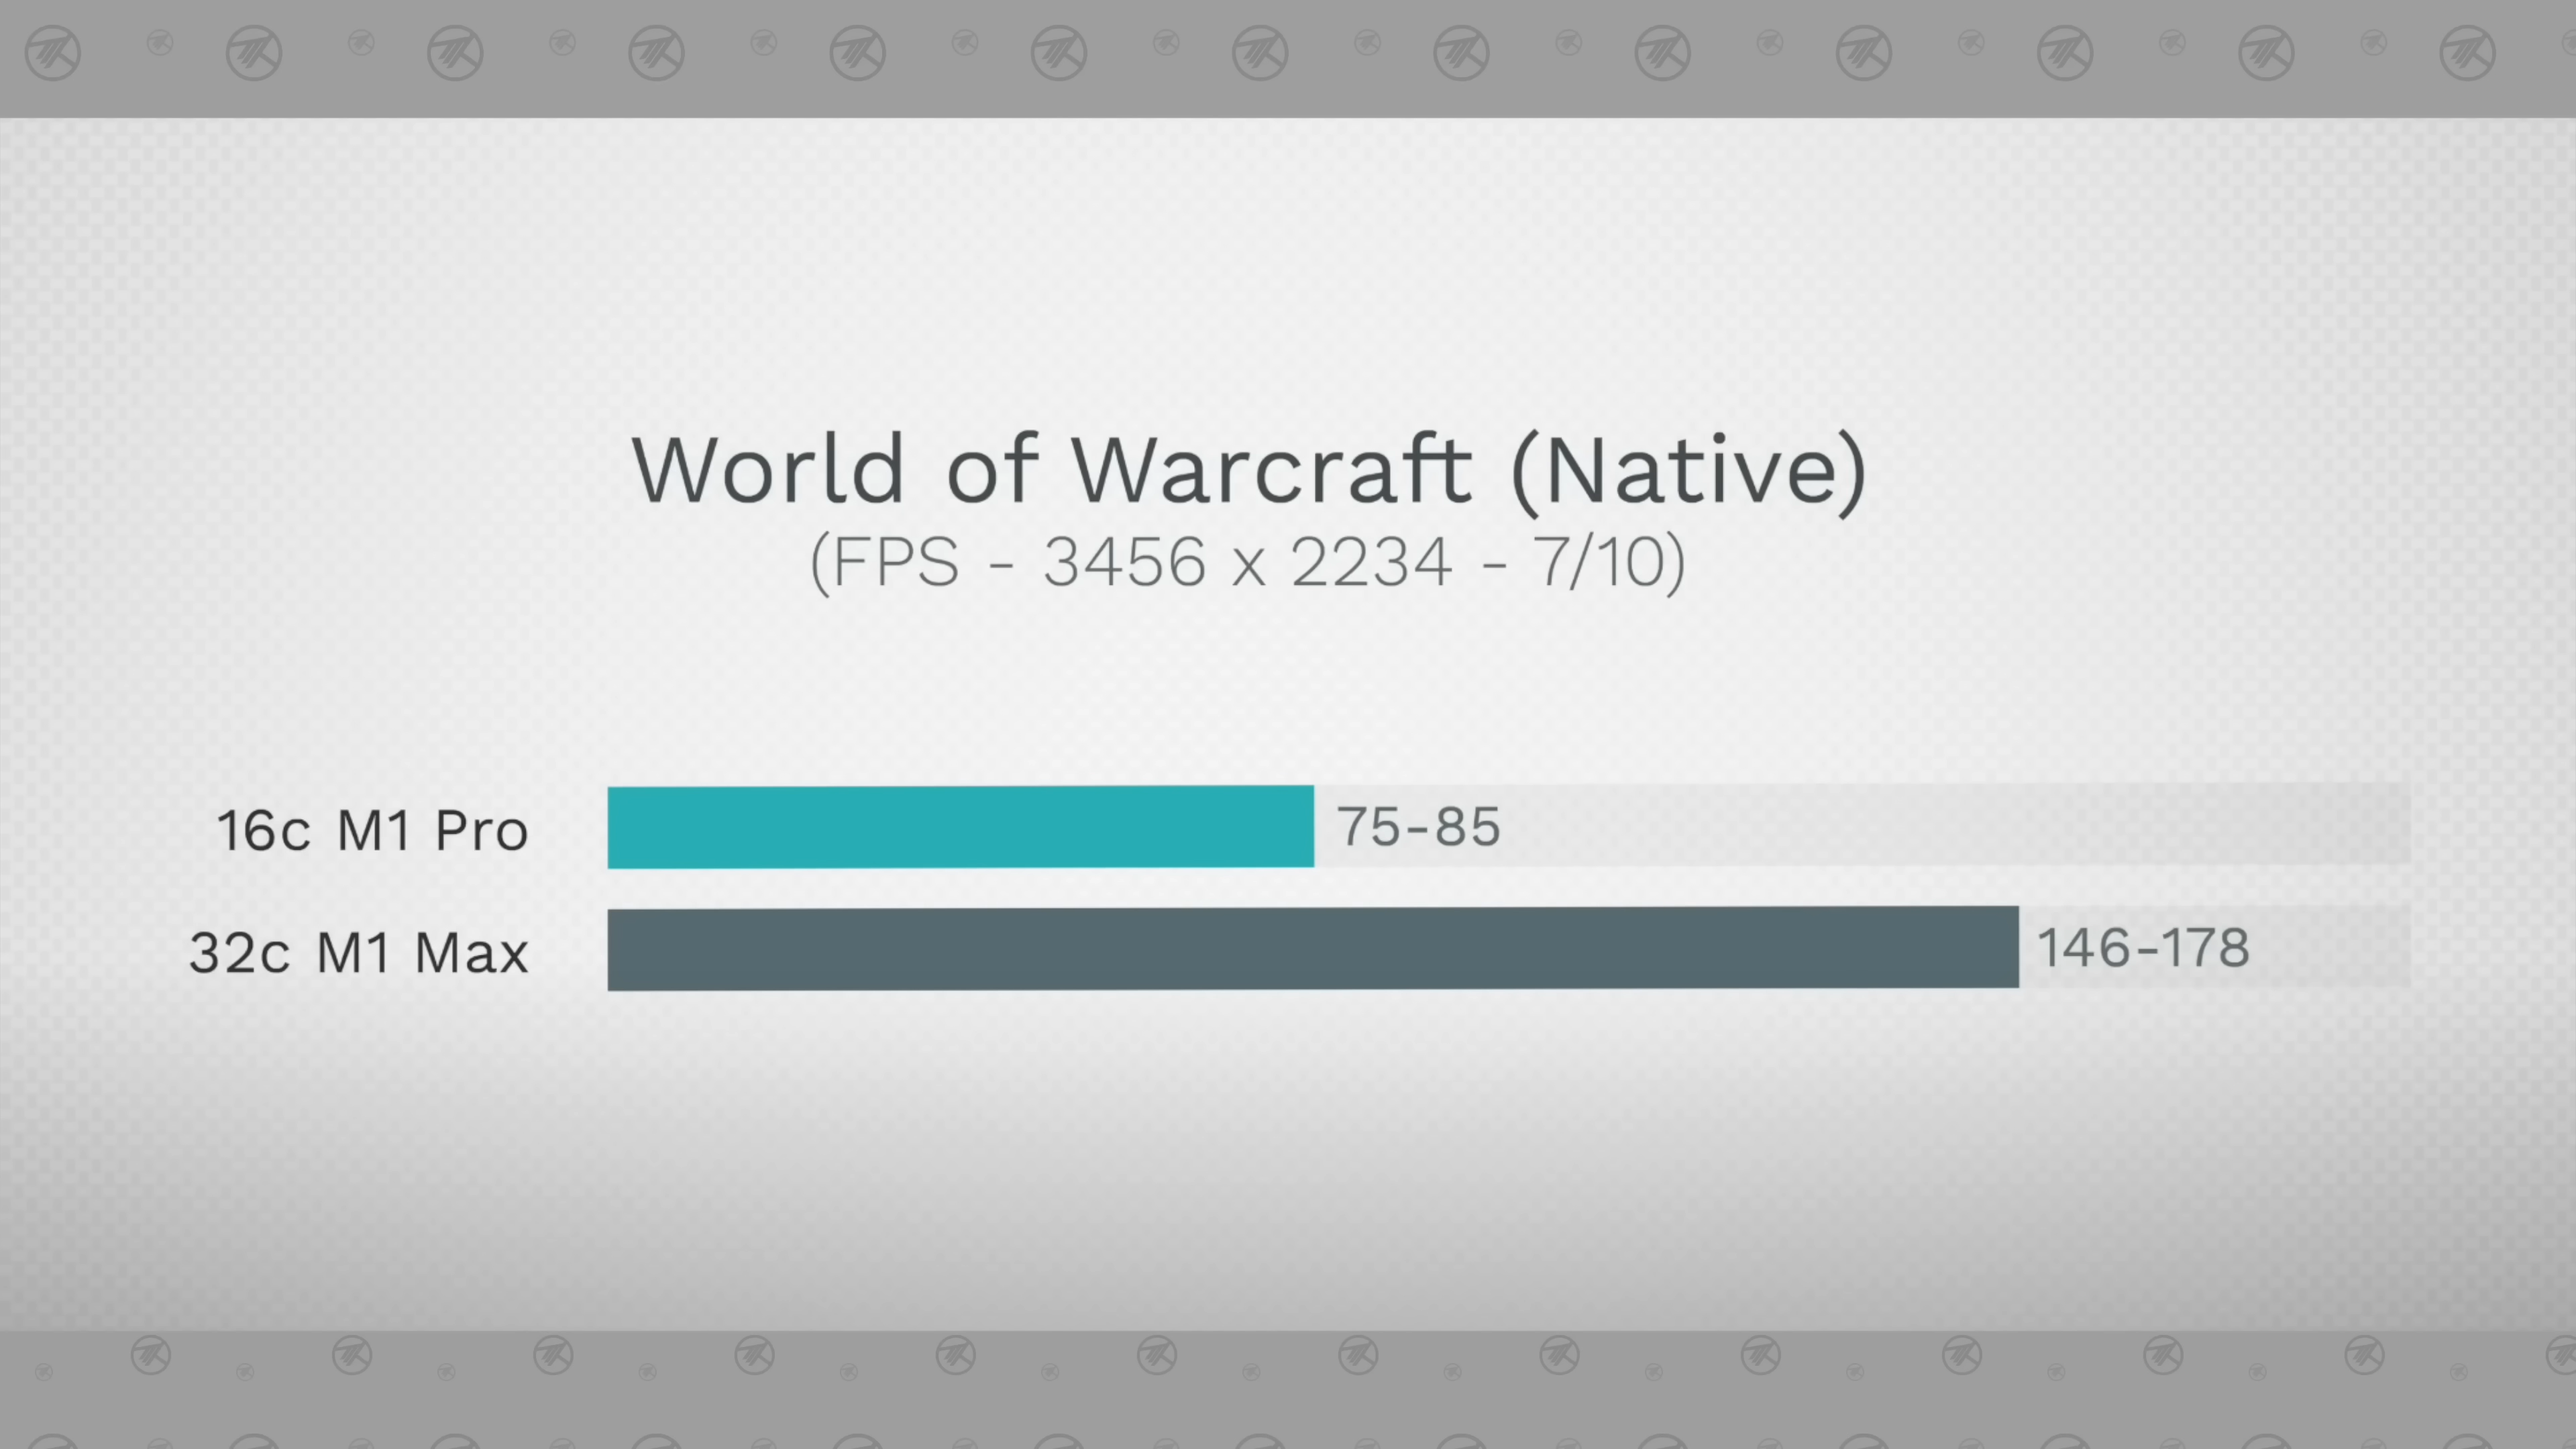 World of Warcraft (Native)
(FPS - 3456 x 2234 - 7/10)
16c M1 Pro 75-85
32c M1 Max 146-178